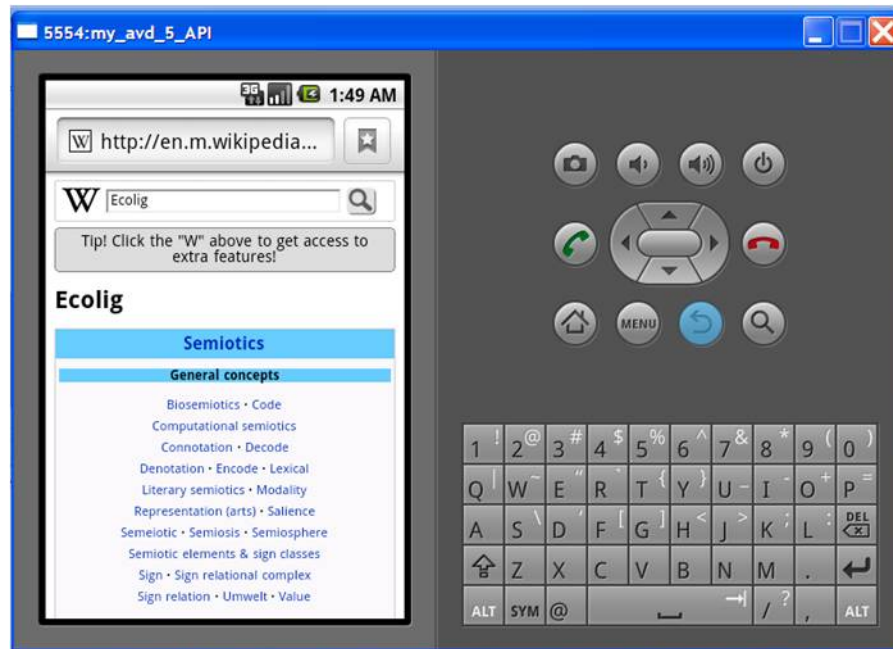 5554:my_avd_5_API
3G 1:49 AM
W http://en.m.wikipedia...
W Ecolig
Tip! Click the "W" above to get access to
extra features!
Ecolig
Semiotics
General concepts
Biosemiotics · Code
Computational semiotics
Connotation · Decode
Denotation · Encode · Lexical
Literary semiotics · Modality
Representation (arts) · Salience
Semeiotic · Semiosis · Semiosphere
Semiotic elements & sign classes
Sign · Sign relational complex
Sign relation · Umwelt · Value
MENU
1 ! 2 @ 3 # 4 $ 5 % 6 ^ 7 & 8 * 9 ( 0 )
Q | W ~ E " R ` T { Y } U - I - O + P =
A S \ D ' F [ G ] H < J > K ; L : DEL
Z X C V B N M .
ALT SYM @ / ? , ALT